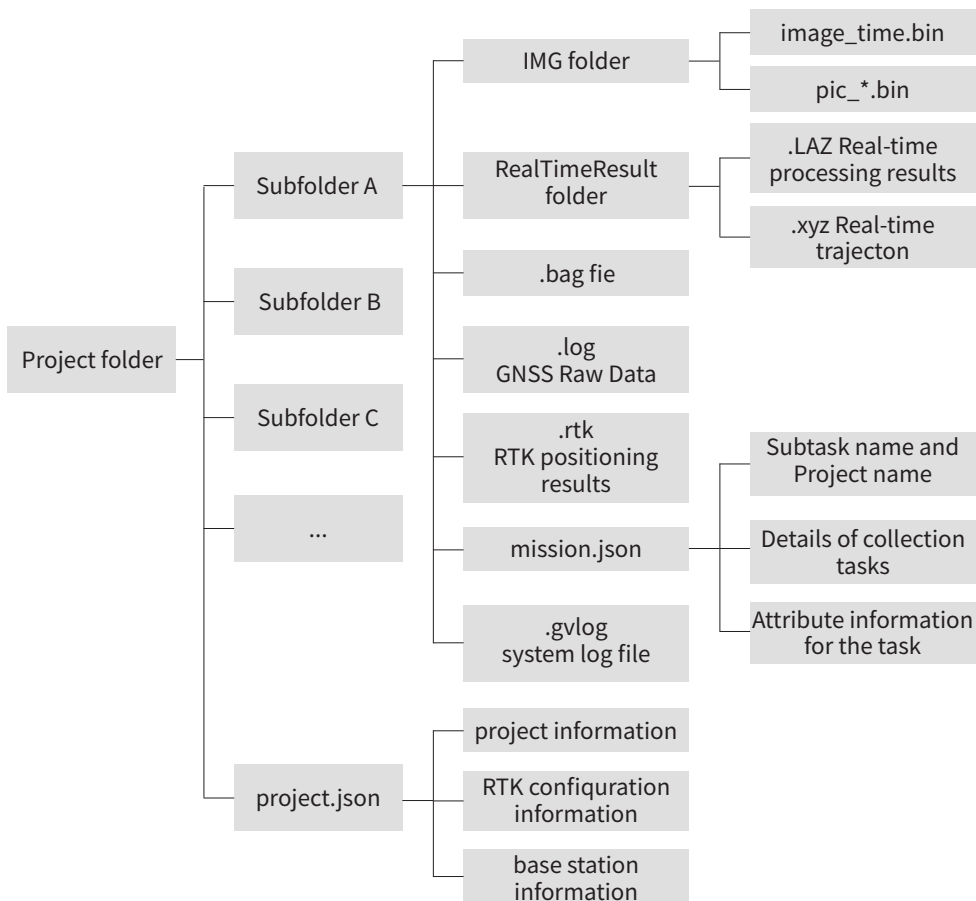 image_time.bin
IMG folder
pic_*.bin
.LAZ Real-time
processing results
RealTimeResult
folder
Subfolder A
.xyz Real-time
trajecton
.bag fie
Subfolder B
Project folder
.log
GNSS Raw Data
Subfolder C
.rtk
RTK positioning
results
Subtask name and
Project name
...
mission.json
Details of collection
tasks
Attribute information
for the task
.gvlog
system log file
project information
project.json
RTK confiquration
information
base station
information